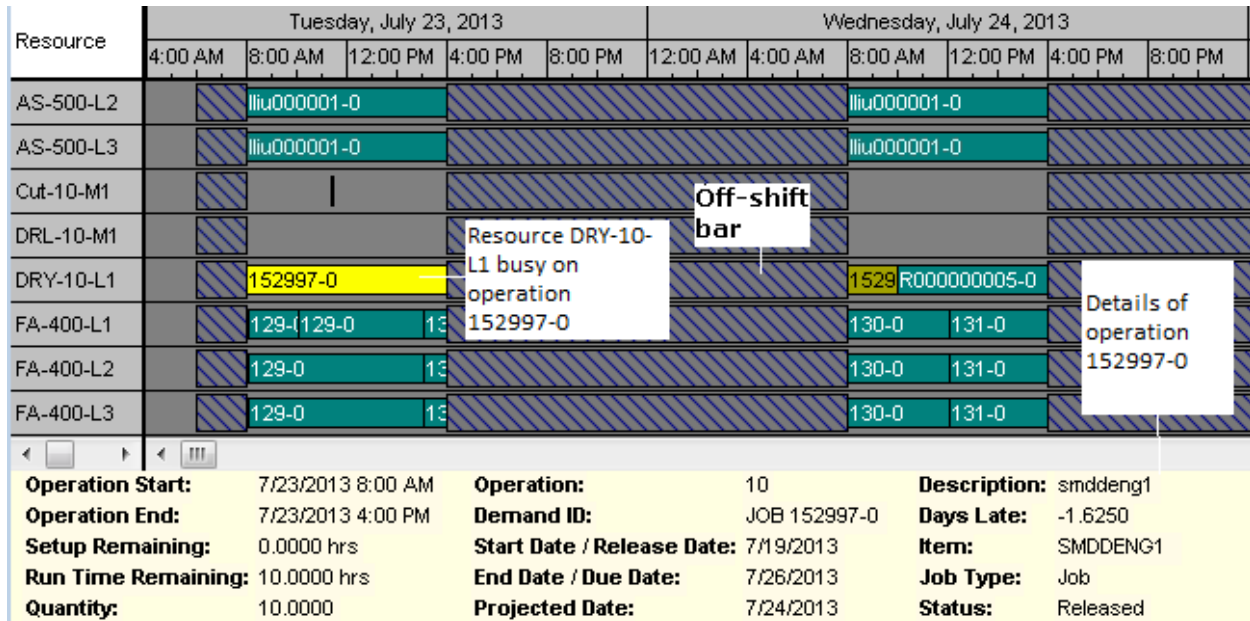 Resource
Tuesday, July 23, 2013
Wednesday, July 24, 2013
4:00 AM 8:00 AM 12:00 PM 4:00 PM 8:00 PM 12:00 AM 4:00 AM 8:00 AM 12:00 PM 4:00 PM 8:00 PM
AS-500-L2 lliu000001-0 lliu000001-0
AS-500-L3 lliu000001-0 lliu000001-0
Cut-10-M1
Off-shift
bar
DRL-10-M1
Resource DRY-10-
L1 busy on
operation
152997-0
DRY-10-L1 152997-0 1529 R000000005-0
Details of
operation
152997-0
FA-400-L1 129-( 129-0 13 130-0 131-0
FA-400-L2 129-0 13 130-0 131-0
FA-400-L3 129-0 13 130-0 131-0
Operation Start: 7/23/2013 8:00 AM Operation: 10 Description: smddeng1
Operation End: 7/23/2013 4:00 PM Demand ID: JOB 152997-0 Days Late: -1.6250
Setup Remaining: 0.0000 hrs Start Date / Release Date: 7/19/2013 Item: SMDDENG1
Run Time Remaining: 10.0000 hrs End Date / Due Date: 7/26/2013 Job Type: Job
Quantity: 10.0000 Projected Date: 7/24/2013 Status: Released